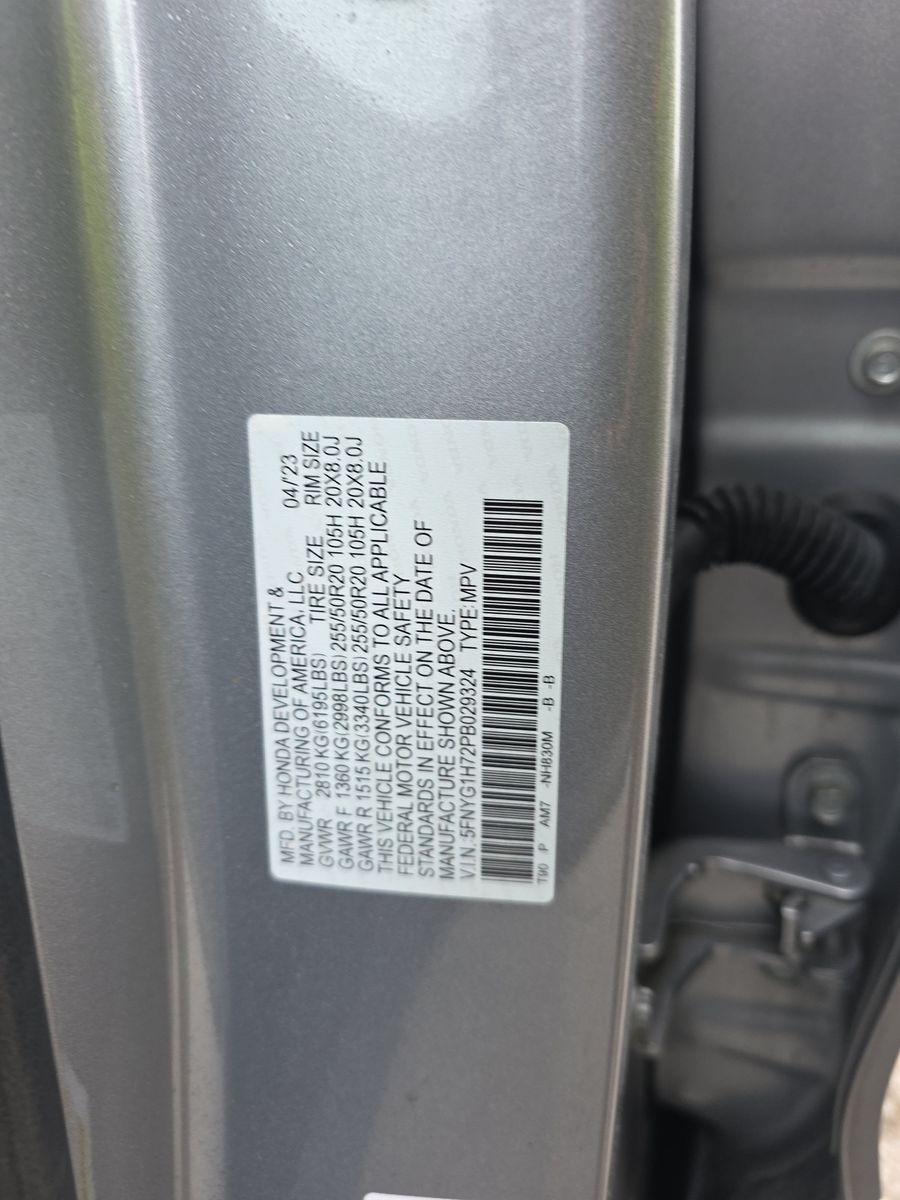 MFD. BY HONDA DEVELOPMENT &
MANUFACTURING OF AMERICA, LLC 04/'23
GVWR 2810 KG(6195LBS) TIRE SIZE RIM SIZE
GAWR F 1360 KG(2998LBS) 255/50R20 105H 20X8.0J
GAWR R 1515 KG(3340LBS) 255/50R20 105H 20X8.0J
THIS VEHICLE CONFORMS TO ALL APPLICABLE
FEDERAL MOTOR VEHICLE SAFETY
STANDARDS IN EFFECT ON THE DATE OF
MANUFACTURE SHOWN ABOVE.
V.I.N.:5FNYG1H72PB029324 TYPE:MPV
T90 P AM7 -NH830M -B -B